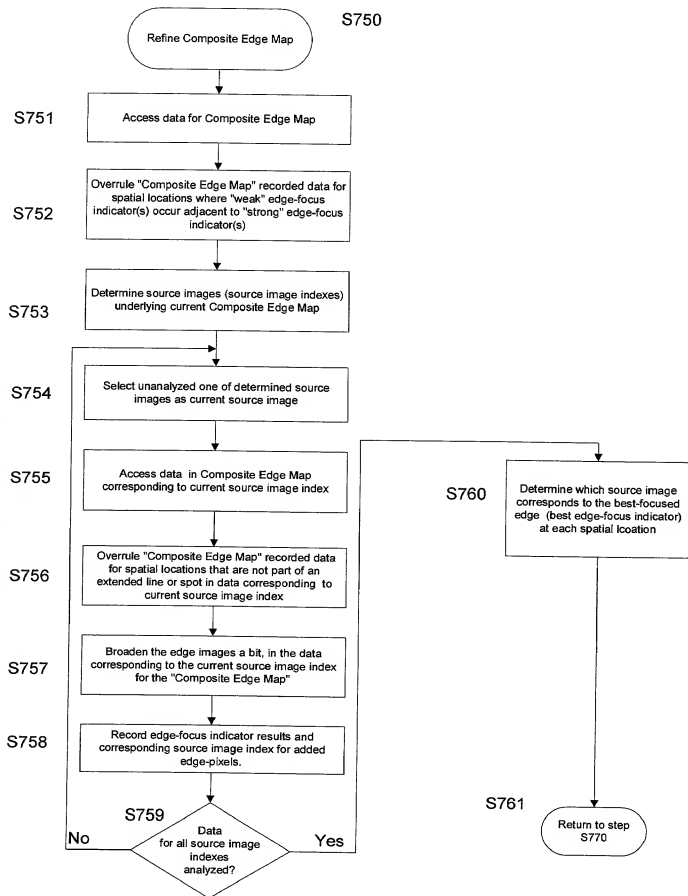 S750
Refine Composite Edge Map
S751
Access data for Composite Edge Map
S752
Overrule "Composite Edge Map" recorded data for
spatial locations where "weak" edge-focus
indicator(s) occur adjacent to "strong" edge-focus
indicator(s)
S753
Determine source images (source image indexes)
underlying current Composite Edge Map
S754
Select unanalyzed one of determined source
images as current source image
S755
Access data in Composite Edge Map
corresponding to current source image index
S756
Overrule "Composite Edge Map" recorded data
for spatial locations that are not part of an
extended line or spot in data corresponding to
current source image index
S757
Broaden the edge images a bit, in the data
corresponding to the current source image index
for the "Composite Edge Map"
S758
Record edge-focus indicator results and
corresponding source image index for added
edge-pixels.
S759
Data
for all source image
indexes
analyzed?
No
Yes
S760
Determine which source image
corresponds to the best-focused
edge (best edge-focus indicator)
at each spatial lcoation
S761
Return to step
S770